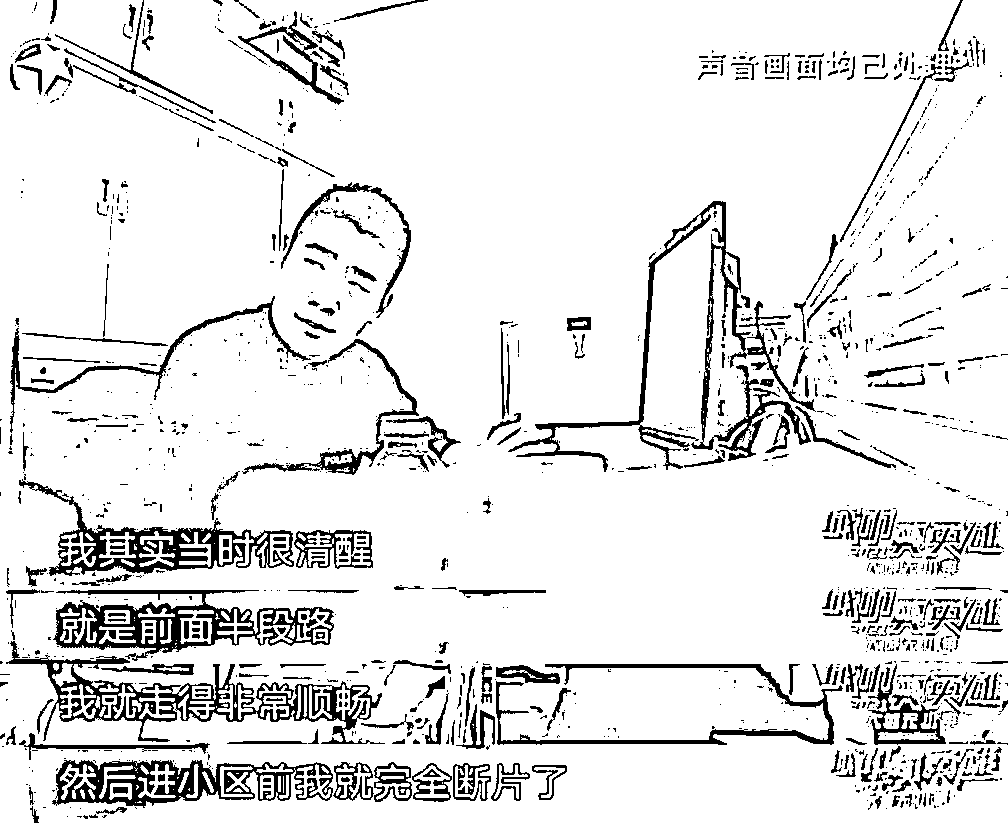 声音画面均已处理
我其实当时很清醒
就是前面半段路
我就走得非常顺畅
然后进小区前我就完全断片了